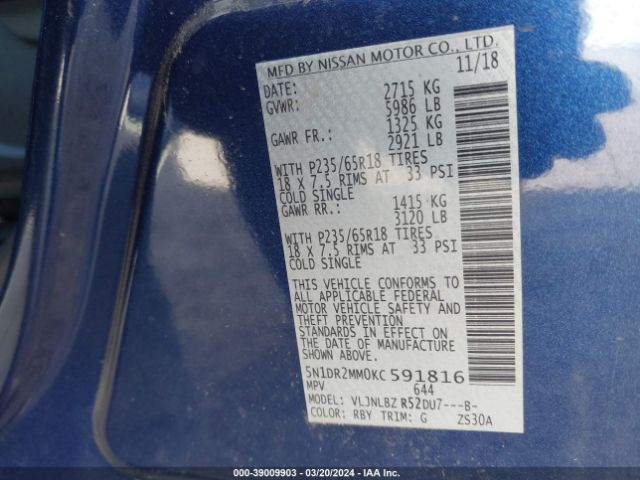 MFD BY NISSAN MOTOR CO., LTD.
DATE: 11/18
GVWR: 2715 KG
5986 LB
GAWR FR.: 1325 KG
2921 LB
WITH P235/65R18 TIRES
18 X 7.5 RIMS AT 33 PSI
COLD SINGLE
GAWR RR.: 1415 KG
3120 LB
WITH P235/65R18 TIRES
18 X 7.5 RIMS AT 33 PSI
COLD SINGLE
THIS VEHICLE CONFORMS TO
ALL APPLICABLE FEDERAL
MOTOR VEHICLE SAFETY AND
THEFT PREVENTION
STANDARDS IN EFFECT ON
THE DATE OF MANUFACTURE
SHOWN ABOVE.
5N1DR2MM0KC591816
MPV 644
MODEL: VLJNLBZ R52DU7---B-
COLOR: RBY TRIM: G ZS30A
000-39009903 — 03/20/2024 — IAA Inc.